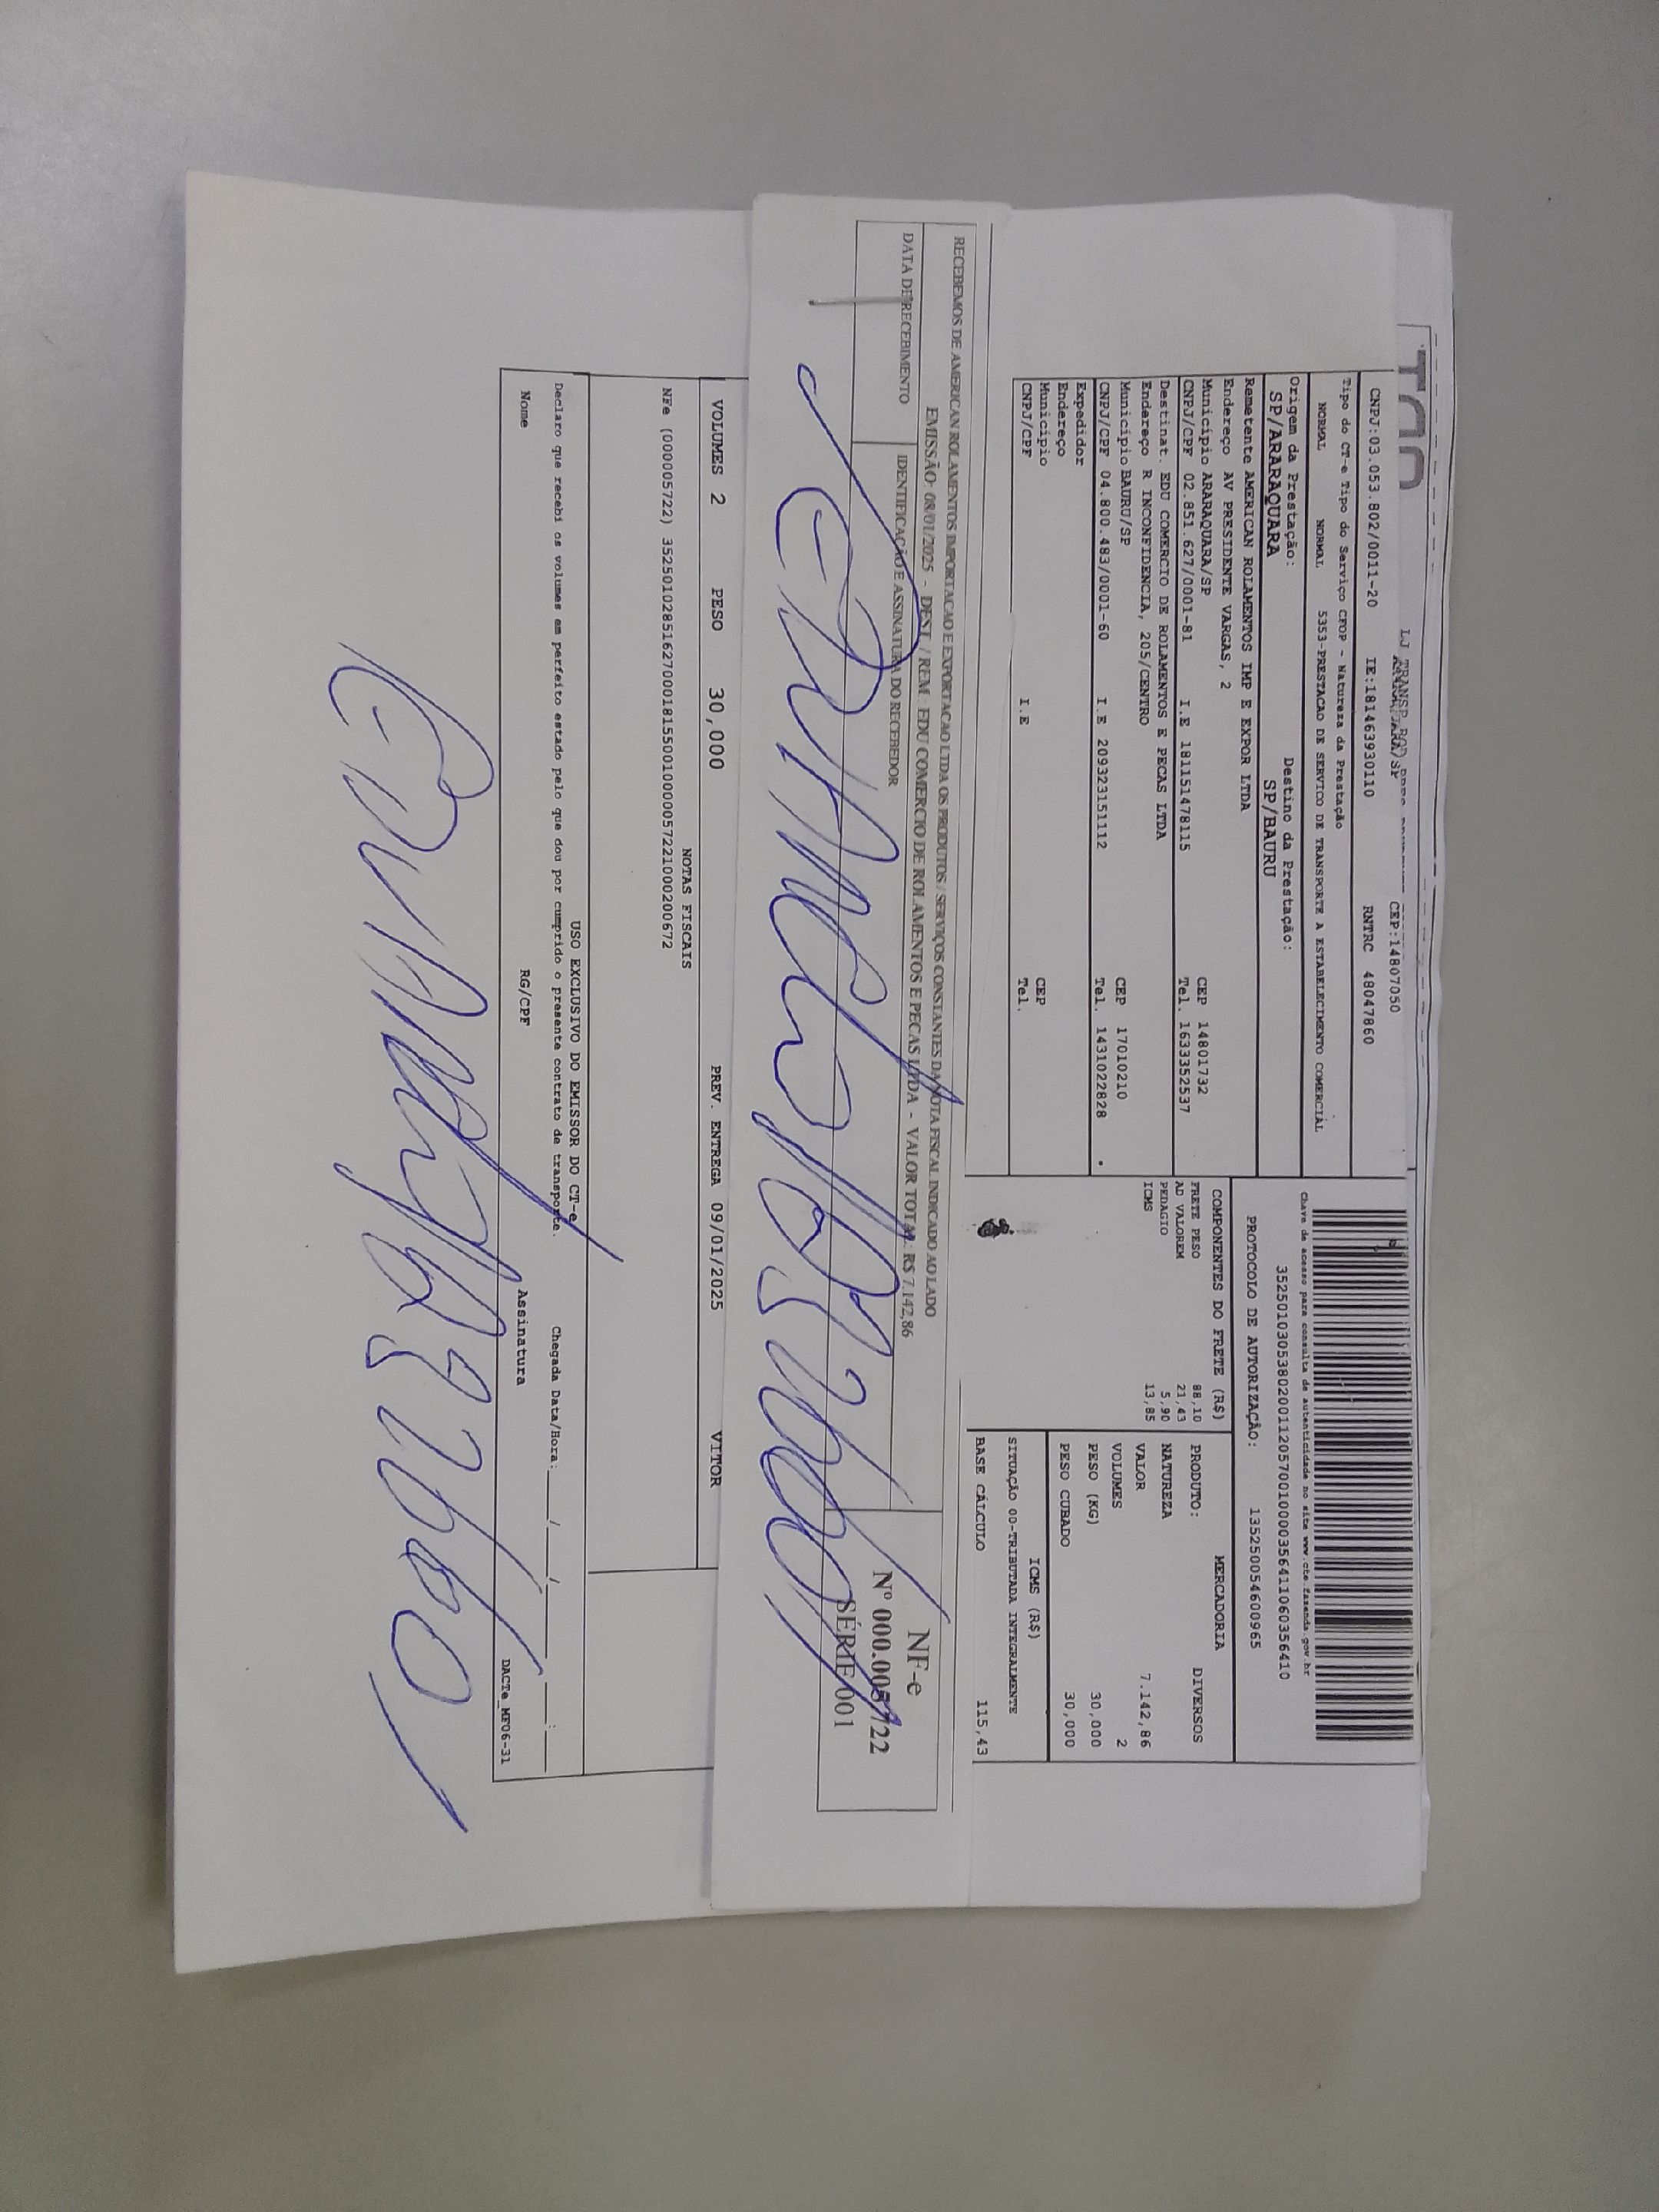 LJ TRANSP ROD
ARARAQUARA/SP CEP:14807050
CNPJ:03.053.802/0011-20 IE:181463930110 RNTRC 48047860
Tipo do CT-e Tipo do Serviço CFOP - Natureza da Prestação
NORMAL NORMAL 5353-PRESTACAO DE SERVICO DE TRANSPORTE A ESTABELECIMENTO COMERCIAL
Origem da Prestação: Destino da Prestação:
SP/ARARAQUARA SP/BAURU
Remetente AMERICAN ROLAMENTOS IMP E EXPOR LTDA
Endereço AV PRESIDENTE VARGAS, 2
Município ARARAQUARA/SP CEP 14801732
CNPJ/CPF 02.851.627/0001-81 I.E 181151478115 Tel. 1633352537
Destinat. EDU COMERCIO DE ROLAMENTOS E PECAS LTDA
Endereço R INCONFIDENCIA, 205/CENTRO
Município BAURU/SP CEP 17010210
CNPJ/CPF 04.800.483/0001-60 I.E 209323151112 Tel. 1431022828
Expedidor
Endereço
Município CEP
CNPJ/CPF I.E Tel.
Chave de acesso para consulta de autenticidade no site www.cte.fazenda.gov.br
35250103053802001120570010000356411060356410
PROTOCOLO DE AUTORIZAÇÃO: 135250054600965
COMPONENTES DO FRETE (R$)
FRETE PESO 88,10
AD VALOREM 21,43
PEDAGIO 5,90
ICMS 13,85
MERCADORIA
PRODUTO: DIVERSOS
NATUREZA
VALOR 7.142,86
VOLUMES 2
PESO (KG) 30,000
PESO CUBADO 30,000
ICMS (R$)
SITUAÇÃO 00-TRIBUTADA INTEGRALMENTE
BASE CÁLCULO 115,43
RECEBEMOS DE AMERICAN ROLAMENTOS IMPORTACAO E EXPORTACAO LTDA OS PRODUTOS / SERVIÇOS CONSTANTES DA NOTA FISCAL INDICADO AO LADO
EMISSÃO: 08/01/2025 - DEST. / REM.: EDU COMERCIO DE ROLAMENTOS E PECAS LTDA - VALOR TOTAL: R$ 7.142,86
DATA DE RECEBIMENTO IDENTIFICAÇÃO E ASSINATURA DO RECEBEDOR
NF-e
Nº 000.005722
SÉRIE 001
VOLUMES 2 PESO 30,000 PREV. ENTREGA 09/01/2025 VITOR
NOTAS FISCAIS
NFe (000005722) 35250102851627000181550010000057221000200672
USO EXCLUSIVO DO EMISSOR DO CT-e
Declaro que recebi os volumes em perfeito estado pelo que dou por cumprido o presente contrato de transporte. Chegada Data/Hora: ____/____/____ ____:____
Nome RG/CPF Assinatura
DACTe_MF06-31